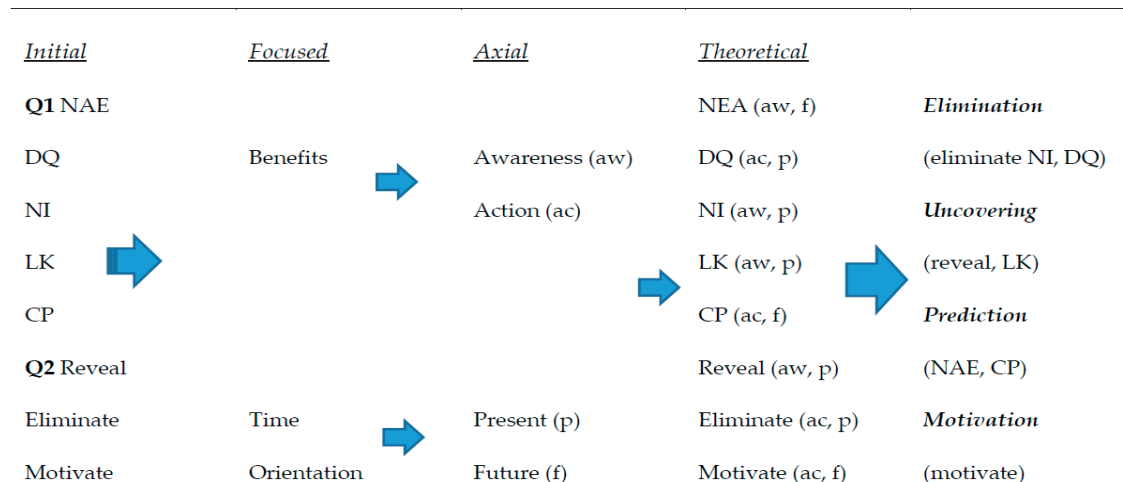 Initial Focused Axial Theoretical
Q1 NAE NEA (aw, f) Elimination
DQ Benefits Awareness (aw) DQ (ac, p) (eliminate NI, DQ)
NI Action (ac) NI (aw, p) Uncovering
LK LK (aw, p) (reveal, LK)
CP CP (ac, f) Prediction
Q2 Reveal Reveal (aw, p) (NAE, CP)
Eliminate Time Present (p) Eliminate (ac, p) Motivation
Motivate Orientation Future (f) Motivate (ac, f) (motivate)